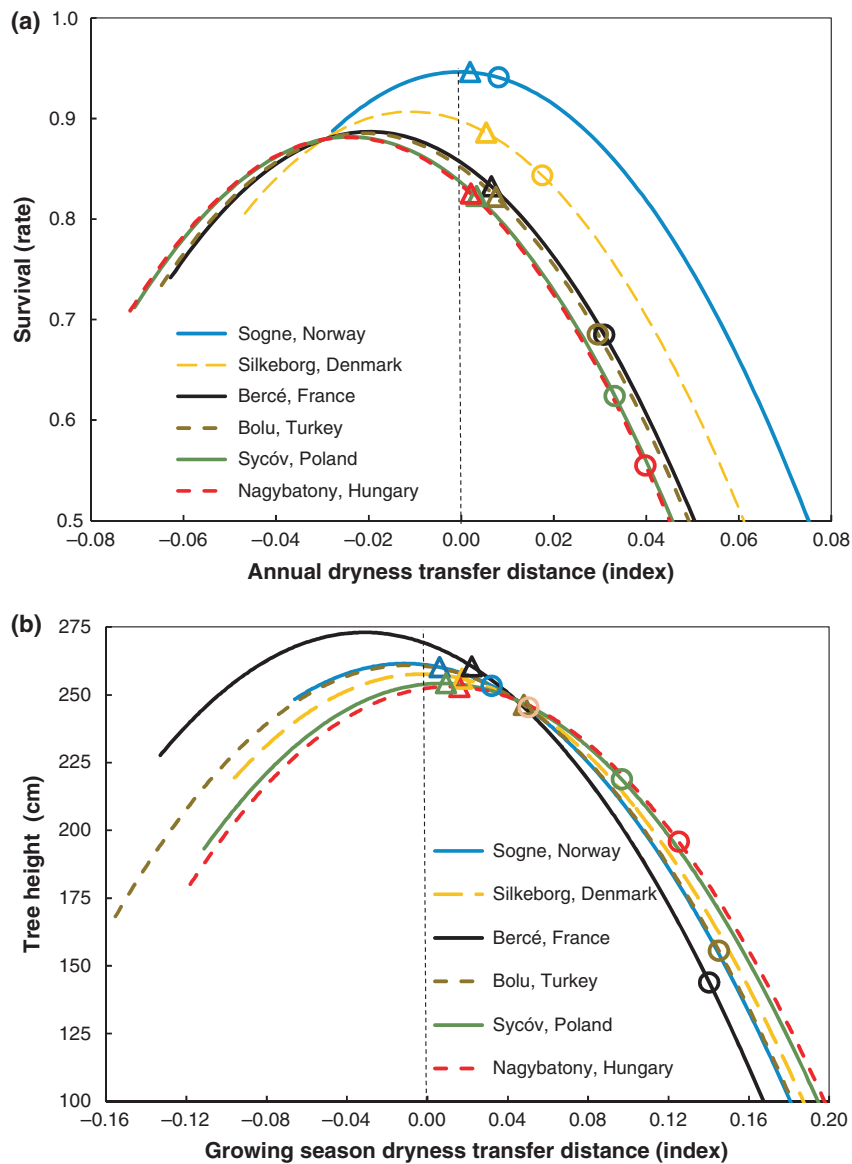 (a)
1.0
0.9
0.8
0.7
0.6
0.5
Survival (rate)
Sogne, Norway
Silkeborg, Denmark
Bercé, France
Bolu, Turkey
Sycóv, Poland
Nagybatony, Hungary
−0.08 −0.06 −0.04 −0.02 0.00 0.02 0.04 0.06 0.08
Annual dryness transfer distance (index)
(b)
275
250
225
200
175
150
125
100
Tree height (cm)
Sogne, Norway
Silkeborg, Denmark
Bercé, France
Bolu, Turkey
Sycóv, Poland
Nagybatony, Hungary
−0.16 −0.12 −0.08 −0.04 0.00 0.04 0.08 0.12 0.16 0.20
Growing season dryness transfer distance (index)